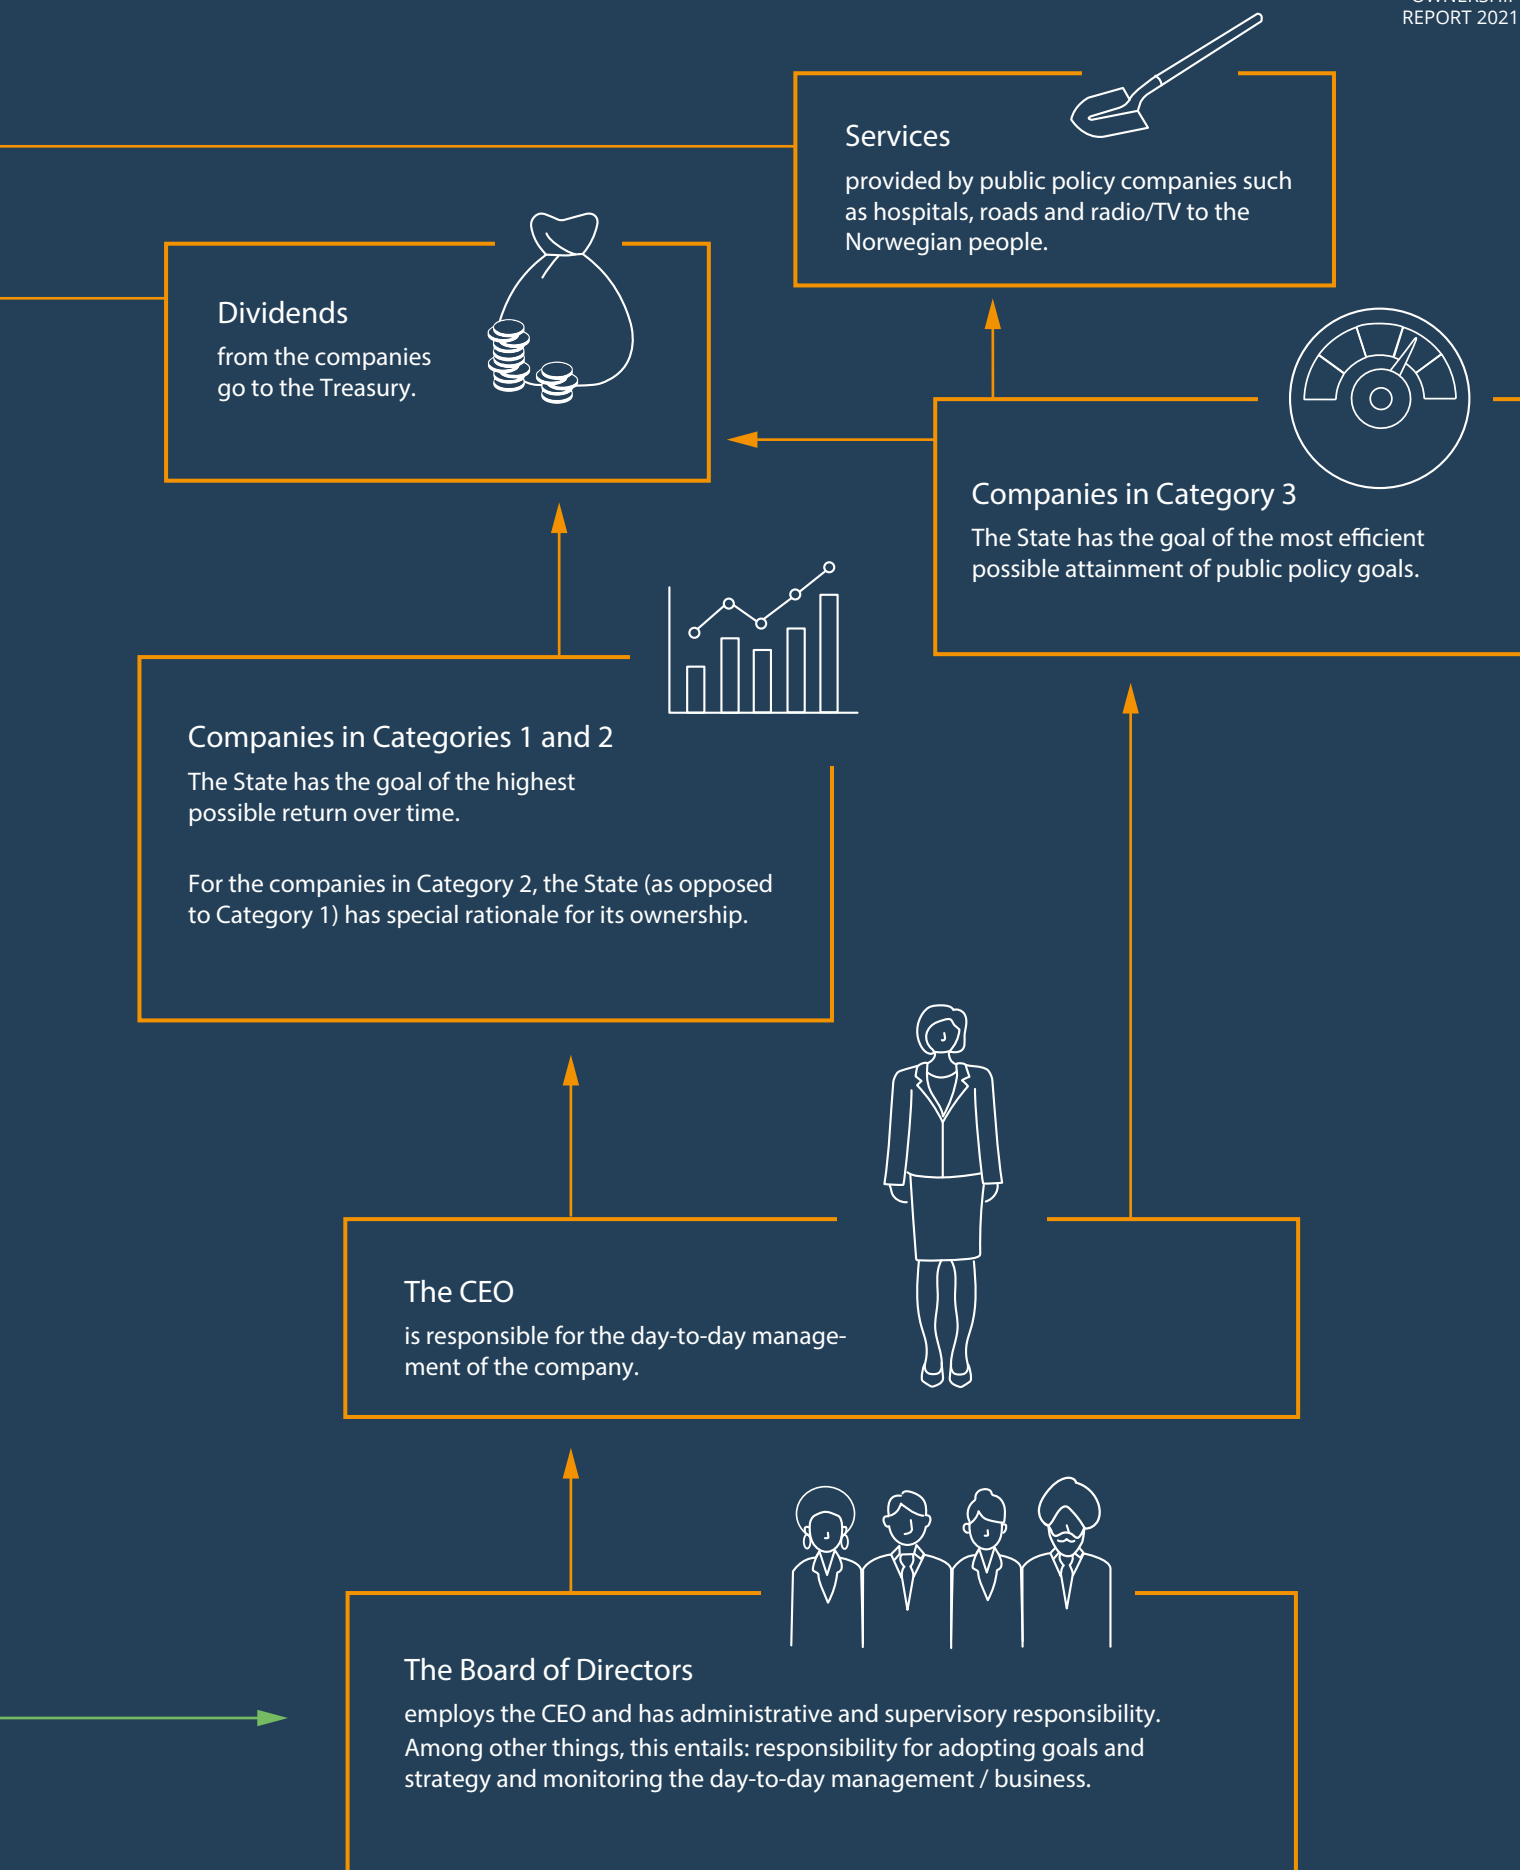 OWNERSHIP
REPORT 2021
Services
provided by public policy companies such
as hospitals, roads and radio/TV to the
Norwegian people.
Dividends
from the companies
go to the Treasury.
Companies in Category 3
The State has the goal of the most efficient
possible attainment of public policy goals.
Companies in Categories 1 and 2
The State has the goal of the highest
possible return over time.
For the companies in Category 2, the State (as opposed
to Category 1) has special rationale for its ownership.
The CEO
is responsible for the day-to-day manage-
ment of the company.
The Board of Directors
employs the CEO and has administrative and supervisory responsibility.
Among other things, this entails: responsibility for adopting goals and
strategy and monitoring the day-to-day management / business.